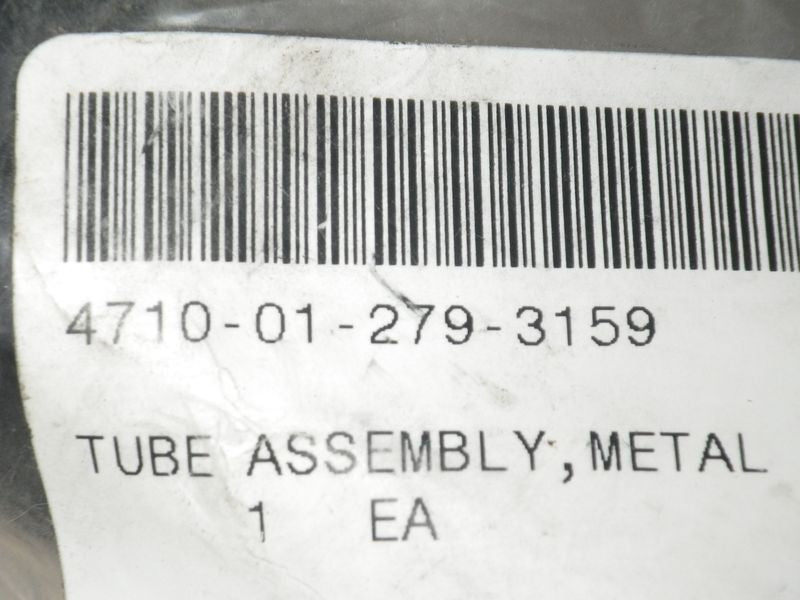 4710-01-279-3159
TUBE ASSEMBLY,METAL
1 EA